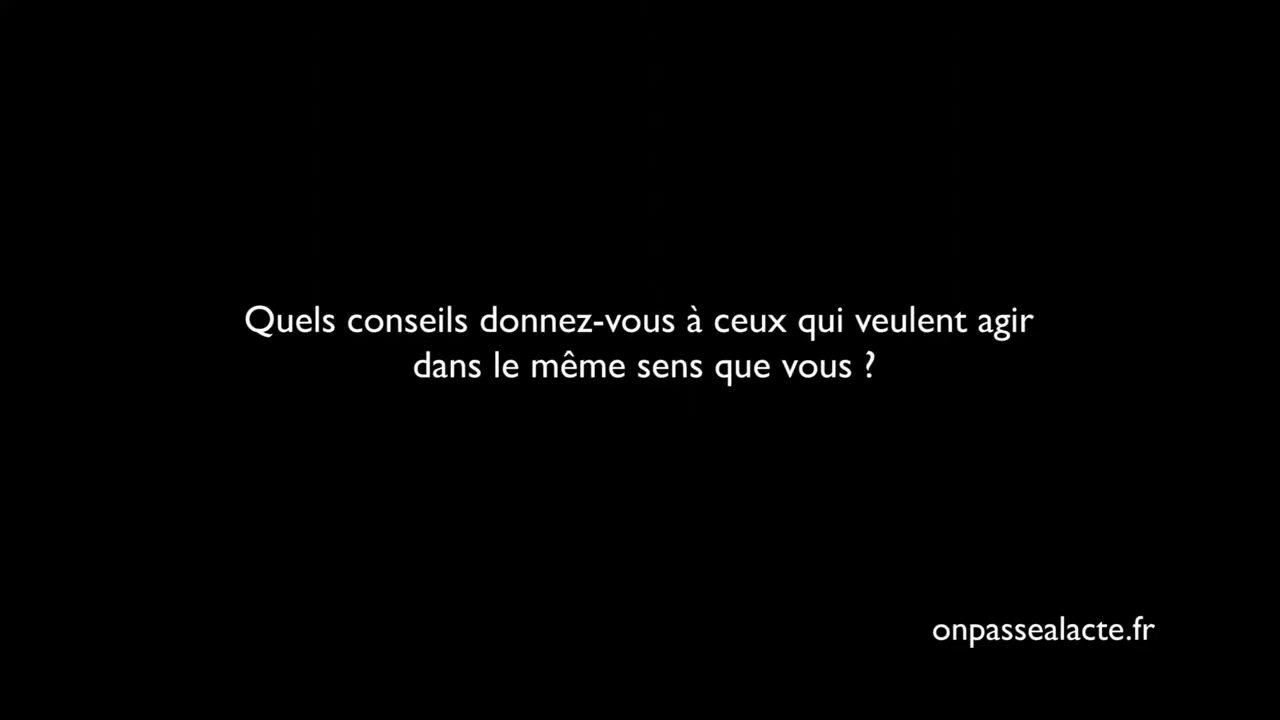 Quels conseils donnez-vous à ceux qui veulent agir
dans le même sens que vous ?
onpassealacte.fr